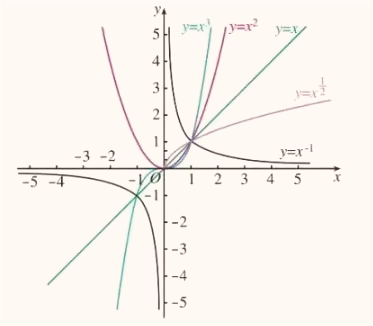 y
y=x³ y=x² y=x
5
4
3
2
1
y=x^{1/2}
y=x⁻¹
-3 -2
-5 -4 -1 O 1 2 3 4 5 x
-1
-2
-3
-4
-5